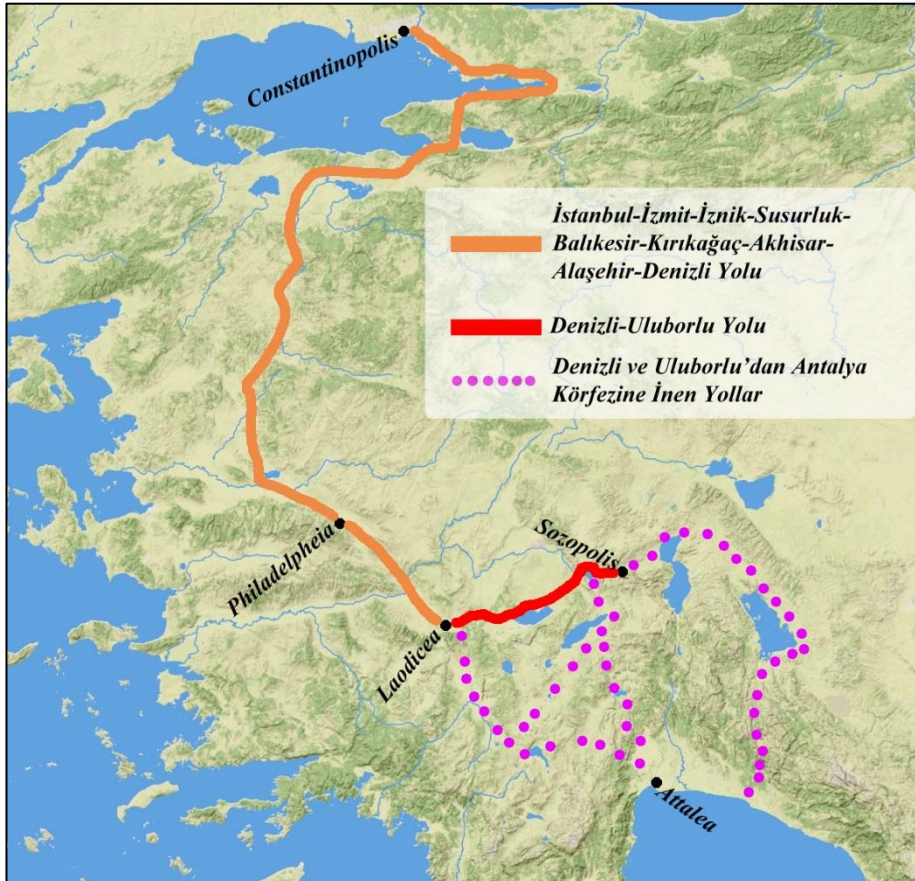 Constantinopolis
İstanbul-İzmit-İznik-Susurluk-
Balıkesir-Kırıkağaç-Akhisar-
Alaşehir-Denizli Yolu
Denizli-Uluborlu Yolu
Denizli ve Uluborlu’dan Antalya
Körfezine İnen Yollar
Philadelpheia
Sozopolis
Laodicea
Attalea